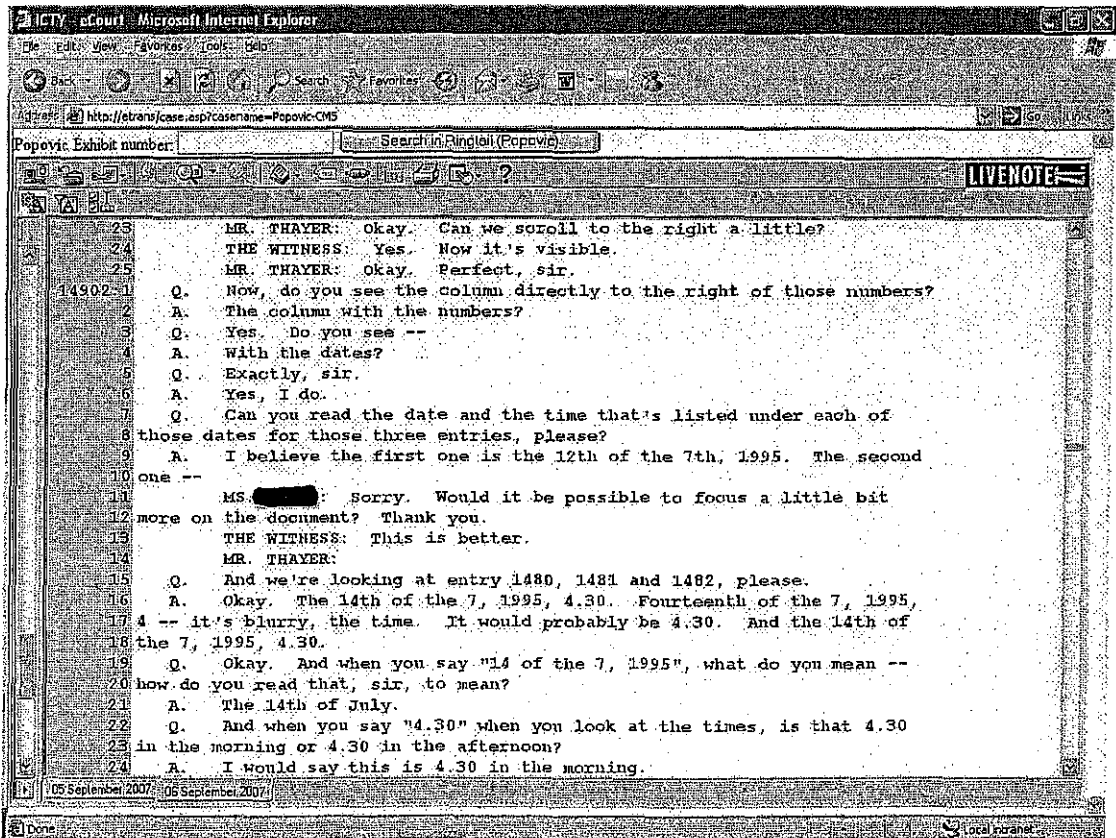 ICTY - eCourt - Microsoft Internet Explorer
File Edit View Favorites Tools Help
Back Search Favorites
Address http://etrans/case.asp?casename=Popovic-CMS Go Links
Popovic Exhibit number: Search in Ringtail (Popovic)
LIVENOTE
23 MR. THAYER: Okay. Can we scroll to the right a little?
24 THE WITNESS: Yes. Now it's visible.
25 MR. THAYER: Okay. Perfect, sir.
14902-1 Q. Now, do you see the column directly to the right of those numbers?
2 A. The column with the numbers?
3 Q. Yes. Do you see --
4 A. With the dates?
5 Q. Exactly, sir.
6 A. Yes, I do.
7 Q. Can you read the date and the time that's listed under each of
8 those dates for those three entries, please?
9 A. I believe the first one is the 12th of the 7th, 1995. The second
10 one --
11 MS. : Sorry. Would it be possible to focus a little bit
12 more on the document? Thank you.
13 THE WITNESS: This is better.
14 MR. THAYER:
15 Q. And we're looking at entry 1480, 1481 and 1482, please.
16 A. Okay. The 14th of the 7, 1995, 4.30. Fourteenth of the 7, 1995,
17 4 -- it's blurry, the time. It would probably be 4.30. And the 14th of
18 the 7, 1995, 4.30.
19 Q. Okay. And when you say "14 of the 7, 1995", what do you mean --
20 how do you read that, sir, to mean?
21 A. The 14th of July.
22 Q. And when you say "4.30" when you look at the times, is that 4.30
23 in the morning or 4.30 in the afternoon?
24 A. I would say this is 4.30 in the morning.
05 September 2007 06 September 2007
Done Local intranet